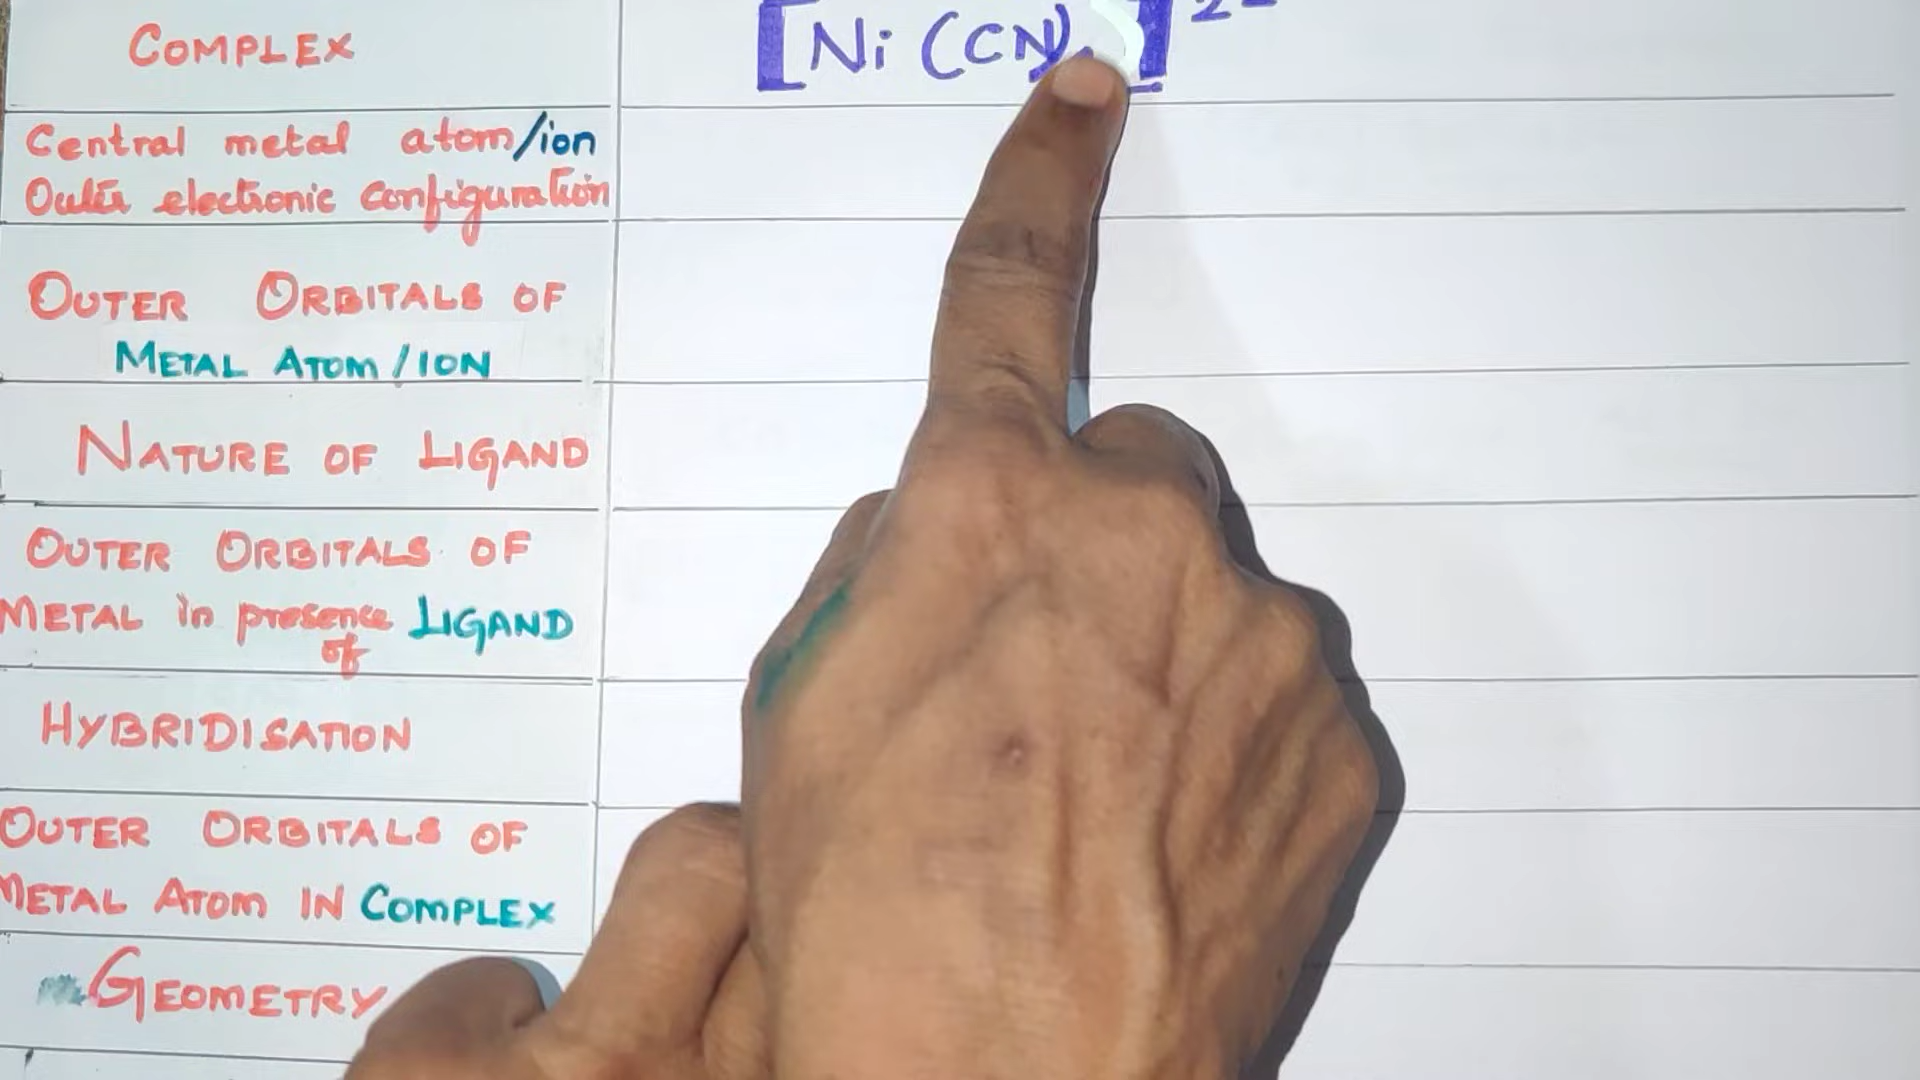 COMPLEX
[Ni (CN) ]2-
Central metal atom/ion
Outer electronic configuration
OUTER ORBITALS OF
METAL ATOM/ION
NATURE OF LIGAND
OUTER ORBITALS OF
METAL in presence of LIGAND
HYBRIDISATION
OUTER ORBITALS OF
METAL ATOM IN COMPLEX
GEOMETRY